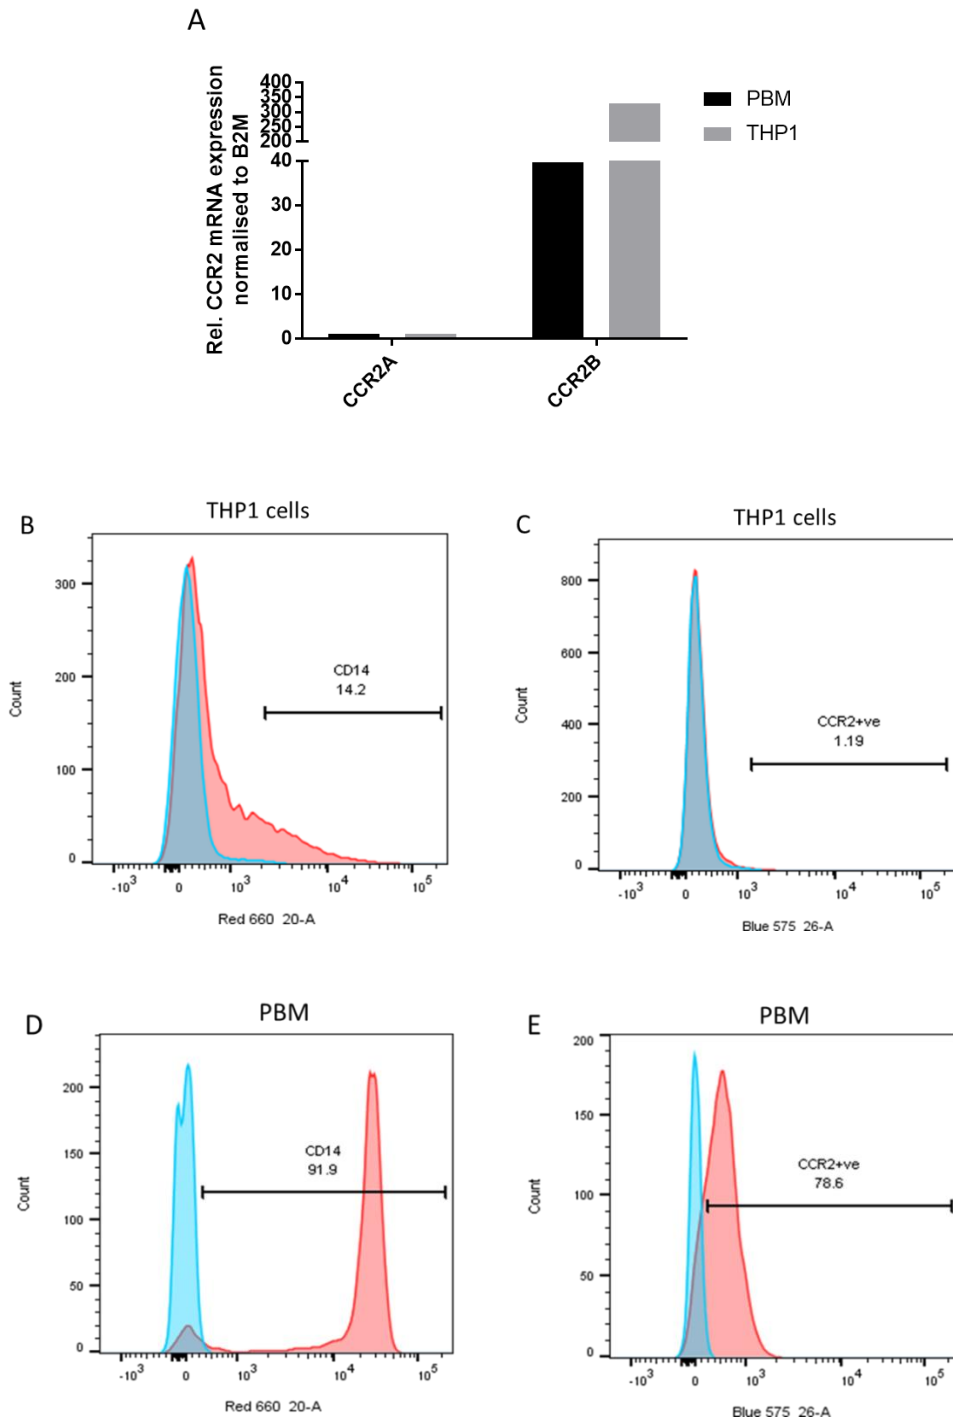 A
Rel. CCR2 mRNA expression
normalised to B2M
400
350
300
250
200
40
30
20
10
0
CCR2A
CCR2B
PBM
THP1
B
THP1 cells
Count
300
200
100
0
CD14
14.2
-10³ 0 10³ 10⁴ 10⁵
Red 660 20-A
C
THP1 cells
Count
800
600
400
200
0
CCR2+ve
1.19
-10³ 0 10³ 10⁴ 10⁵
Blue 575 26-A
D
PBM
Count
200
150
100
50
0
CD14
91.9
-10³ 0 10³ 10⁴ 10⁵
Red 660 20-A
E
PBM
Count
200
150
100
50
0
CCR2+ve
78.6
-10³ 0 10³ 10⁴ 10⁵
Blue 575 26-A